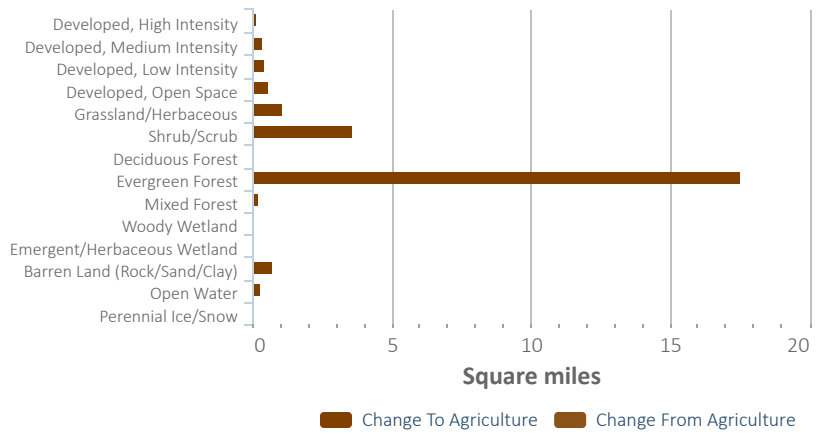 Developed, High Intensity
Developed, Medium Intensity
Developed, Low Intensity
Developed, Open Space
Grassland/Herbaceous
Shrub/Scrub
Deciduous Forest
Evergreen Forest
Mixed Forest
Woody Wetland
Emergent/Herbaceous Wetland
Barren Land (Rock/Sand/Clay)
Open Water
Perennial Ice/Snow
0 5 10 15 20
Square miles
Change To Agriculture Change From Agriculture